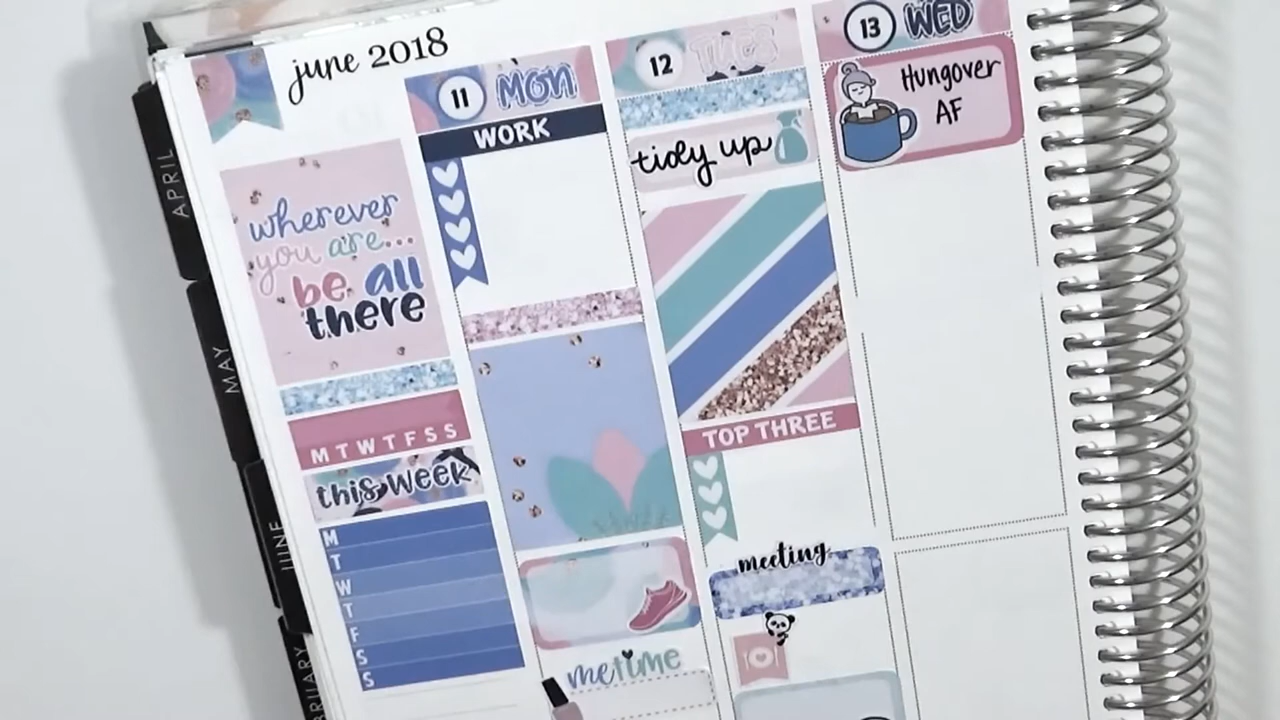 june 2018
11 MON
12 TUES
13 WED
WORK
tidy up
Hungover
AF
wherever
you are...
be all
there
M T W T F S S
this week
M
T
W
T
F
S
S
TOP THREE
meeting
metime
APRIL
MAY
JUNE